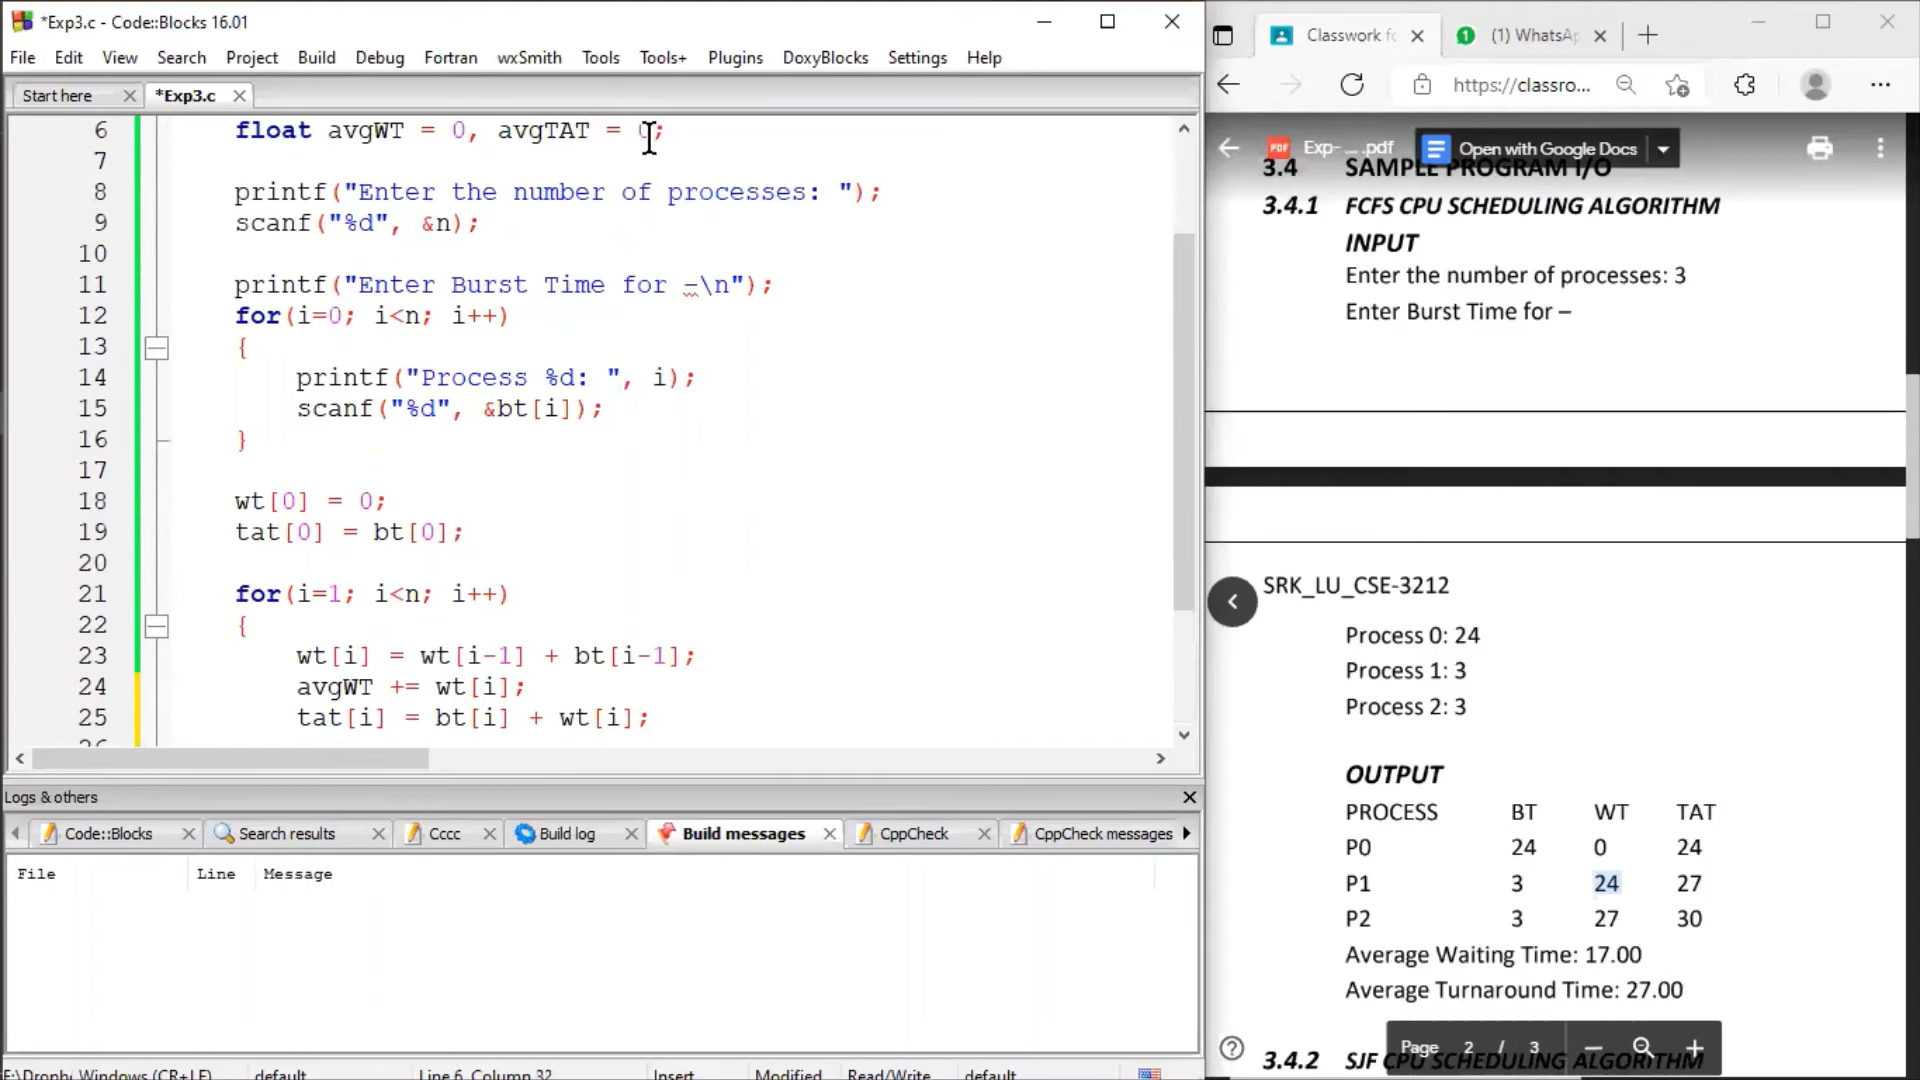 *Exp3.c - Code::Blocks 16.01
File Edit View Search Project Build Debug Fortran wxSmith Tools Tools+ Plugins DoxyBlocks Settings Help
Start here *Exp3.c
6 float avgWT = 0, avgTAT = 0;
7
8 printf("Enter the number of processes: ");
9 scanf("%d", &n);
10
11 printf("Enter Burst Time for –\n");
12 for(i=0; i<n; i++)
13 {
14 printf("Process %d: ", i);
15 scanf("%d", &bt[i]);
16 }
17
18 wt[0] = 0;
19 tat[0] = bt[0];
20
21 for(i=1; i<n; i++)
22 {
23 wt[i] = wt[i-1] + bt[i-1];
24 avgWT += wt[i];
25 tat[i] = bt[i] + wt[i];
26
Logs & others
Code::Blocks Search results Cccc Build log Build messages CppCheck CppCheck messages
File Line Message
Windows (CR+LF) default Line 6, Column 32 Insert Modified Read/Write default
Classwork fo 1 (1) WhatsAp
https://classro...
Exp- ... .pdf Open with Google Docs
3.4 SAMPLE PROGRAM I/O
3.4.1 FCFS CPU SCHEDULING ALGORITHM
INPUT
Enter the number of processes: 3
Enter Burst Time for –
SRK_LU_CSE-3212
Process 0: 24
Process 1: 3
Process 2: 3
OUTPUT
PROCESS BT WT TAT
P0 24 0 24
P1 3 24 27
P2 3 27 30
Average Waiting Time: 17.00
Average Turnaround Time: 27.00
Page 2 / 3
3.4.2 SJF CPU SCHEDULING ALGORITHM